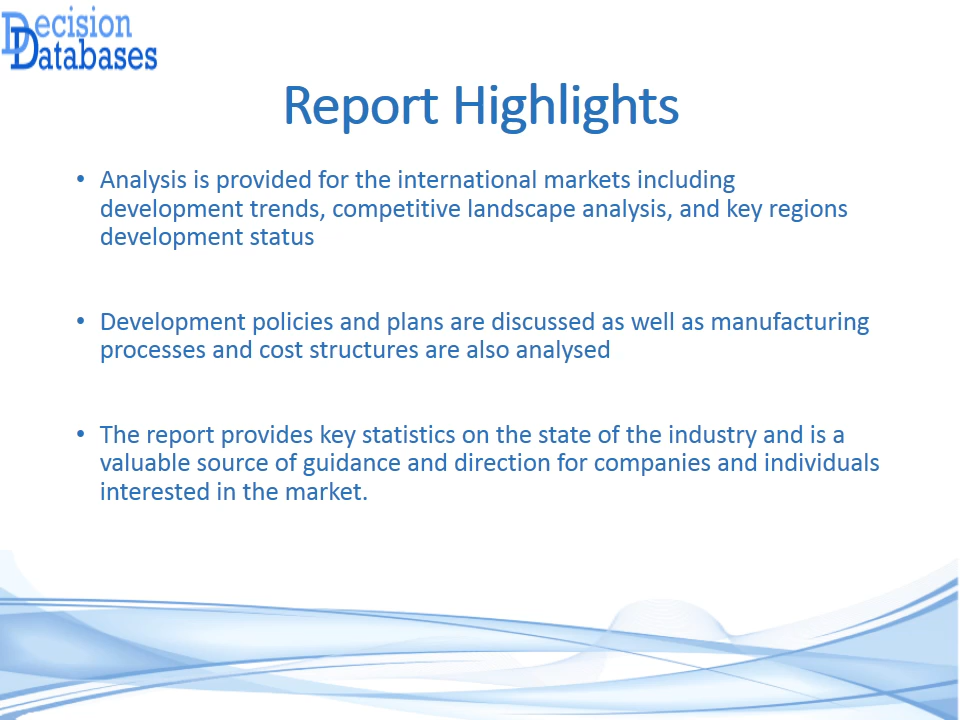 Decision
Databases
Report Highlights
• Analysis is provided for the international markets including
development trends, competitive landscape analysis, and key regions
development status
• Development policies and plans are discussed as well as manufacturing
processes and cost structures are also analysed
• The report provides key statistics on the state of the industry and is a
valuable source of guidance and direction for companies and individuals
interested in the market.